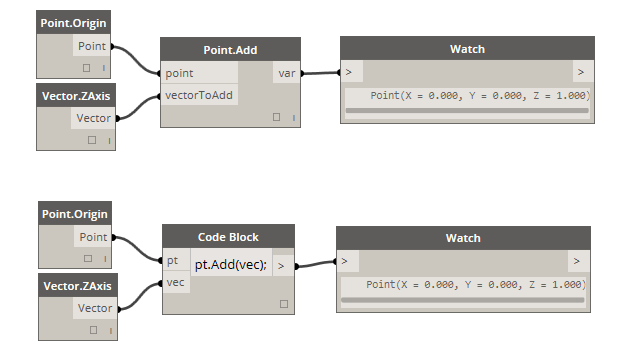 Point.Origin
Point
Vector.ZAxis
Vector
Point.Add
point
var
vectorToAdd
Watch
>
>
Point(X = 0.000, Y = 0.000, Z = 1.000)
Point.Origin
Point
Vector.ZAxis
Vector
Code Block
pt
pt.Add(vec);
>
vec
Watch
>
>
Point(X = 0.000, Y = 0.000, Z = 1.000)